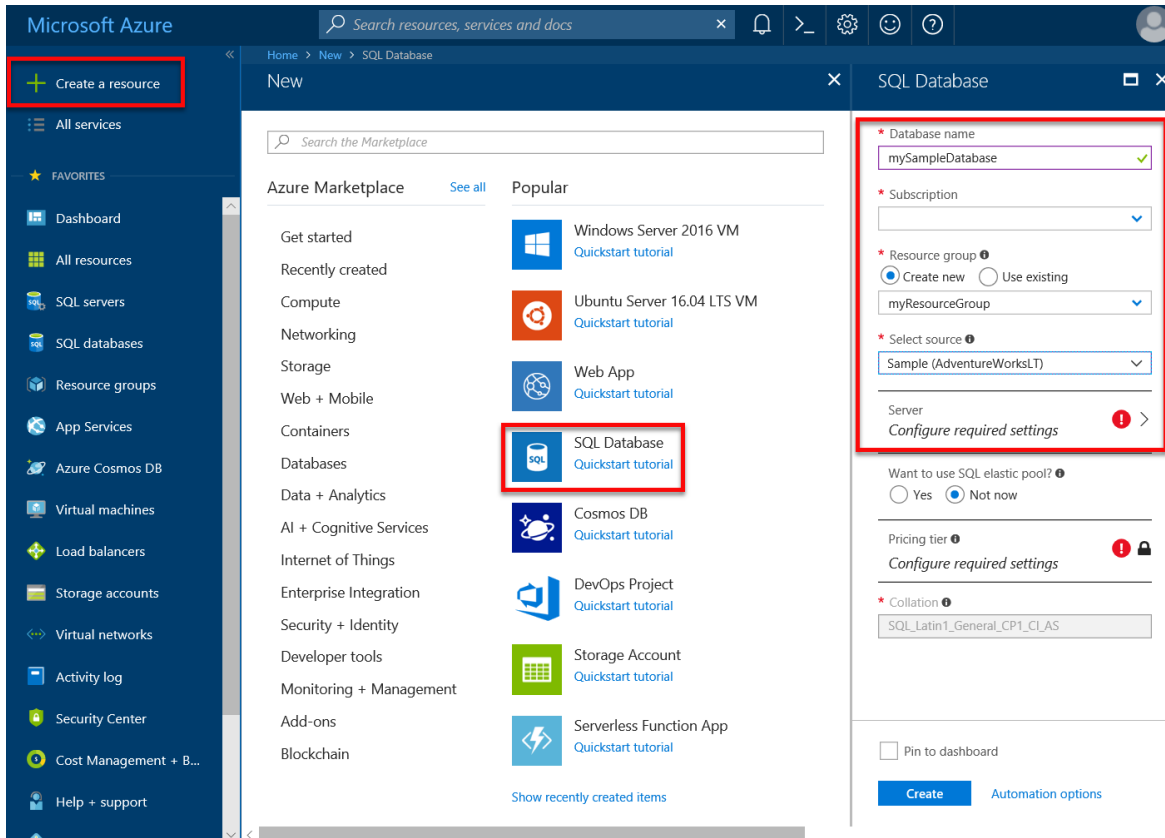 Microsoft Azure
Search resources, services and docs
Home > New > SQL Database
Create a resource
All services
FAVORITES
Dashboard
All resources
SQL servers
SQL databases
Resource groups
App Services
Azure Cosmos DB
Virtual machines
Load balancers
Storage accounts
Virtual networks
Activity log
Security Center
Cost Management + B...
Help + support
New
Search the Marketplace
Azure Marketplace
See all
Get started
Recently created
Compute
Networking
Storage
Web + Mobile
Containers
Databases
Data + Analytics
AI + Cognitive Services
Internet of Things
Enterprise Integration
Security + Identity
Developer tools
Monitoring + Management
Add-ons
Blockchain
Popular
Windows Server 2016 VM
Quickstart tutorial
Ubuntu Server 16.04 LTS VM
Quickstart tutorial
Web App
Quickstart tutorial
SQL
SQL Database
Quickstart tutorial
Cosmos DB
Quickstart tutorial
DevOps Project
Quickstart tutorial
Storage Account
Quickstart tutorial
Serverless Function App
Quickstart tutorial
Show recently created items
SQL Database
* Database name
mySampleDatabase
* Subscription
* Resource group
Create new Use existing
myResourceGroup
* Select source
Sample (AdventureWorksLT)
Server
Configure required settings
Want to use SQL elastic pool?
Yes Not now
Pricing tier
Configure required settings
* Collation
SQL_Latin1_General_CP1_CI_AS
Pin to dashboard
Create
Automation options